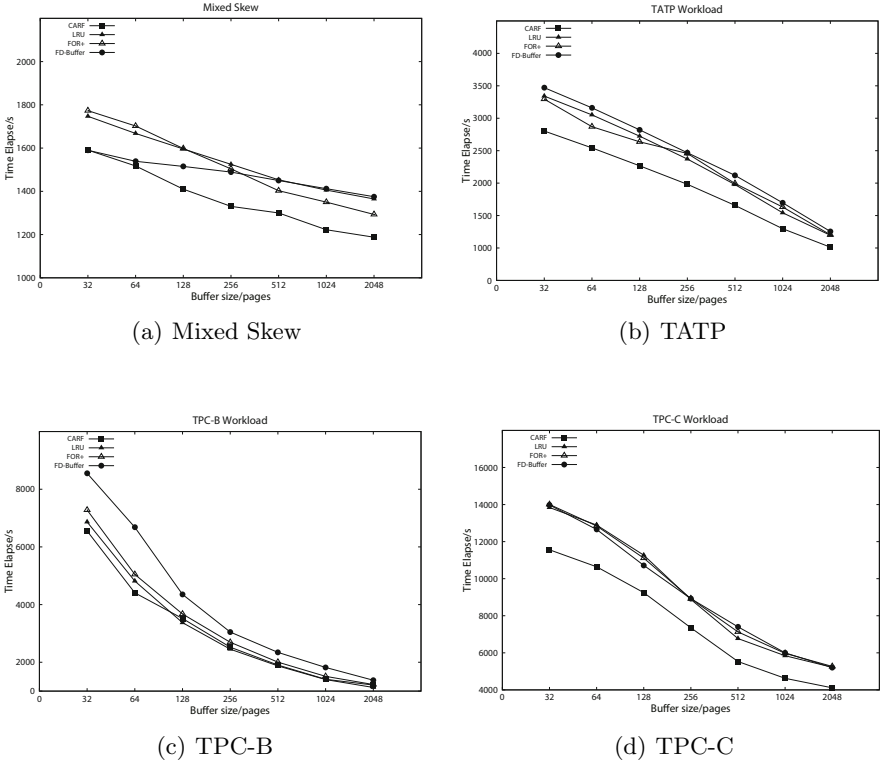 Mixed Skew
CARF
LRU
FOR+
FD-Buffer
2200
2000
1800
1600
1400
1200
1000
Time Elapse/s
0 32 64 128 256 512 1024 2048
Buffer size/pages
(a) Mixed Skew
TATP Workload
CARF
LRU
FOR+
FD-Buffer
4000
3500
3000
2500
2000
1500
1000
0
Time Elapse/s
0 32 64 128 256 512 1024 2048
Buffer size/pages
(b) TATP
TPC-B Workload
CARF
LRU
FOR+
FD-Buffer
8000
6000
4000
2000
0
Time Elapse/s
0 32 64 128 256 512 1024 2048
Buffer size/pages
(c) TPC-B
TPC-C Workload
CARF
LRU
FOR+
FD-Buffer
16000
14000
12000
10000
8000
6000
4000
Time Elapse/s
0 32 64 128 256 512 1024 2048
Buffer size/pages
(d) TPC-C